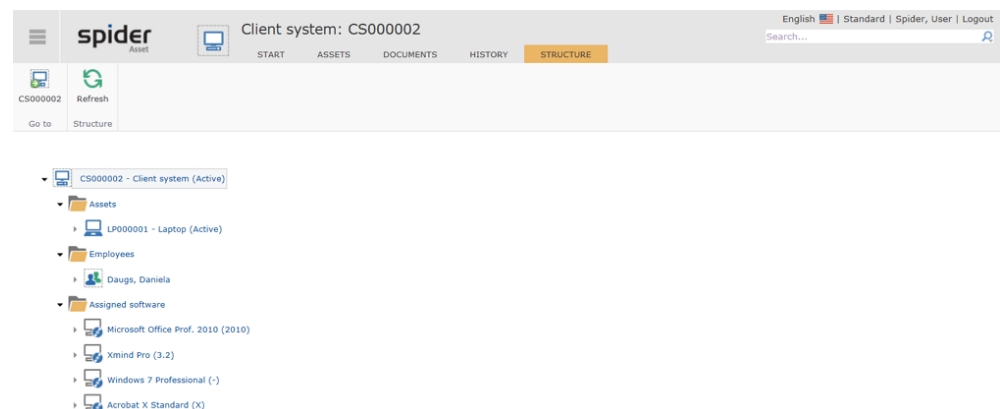 English | Standard | Spider, User | Logout
spider
Asset
Client system: CS000002
Search...
START ASSETS DOCUMENTS HISTORY STRUCTURE
CS000002 Refresh
Go to Structure
CS000002 - Client system (Active)
Assets
LP000001 - Laptop (Active)
Employees
Daugs, Daniela
Assigned software
Microsoft Office Prof. 2010 (2010)
Xmind Pro (3.2)
Windows 7 Professional (-)
Acrobat X Standard (X)